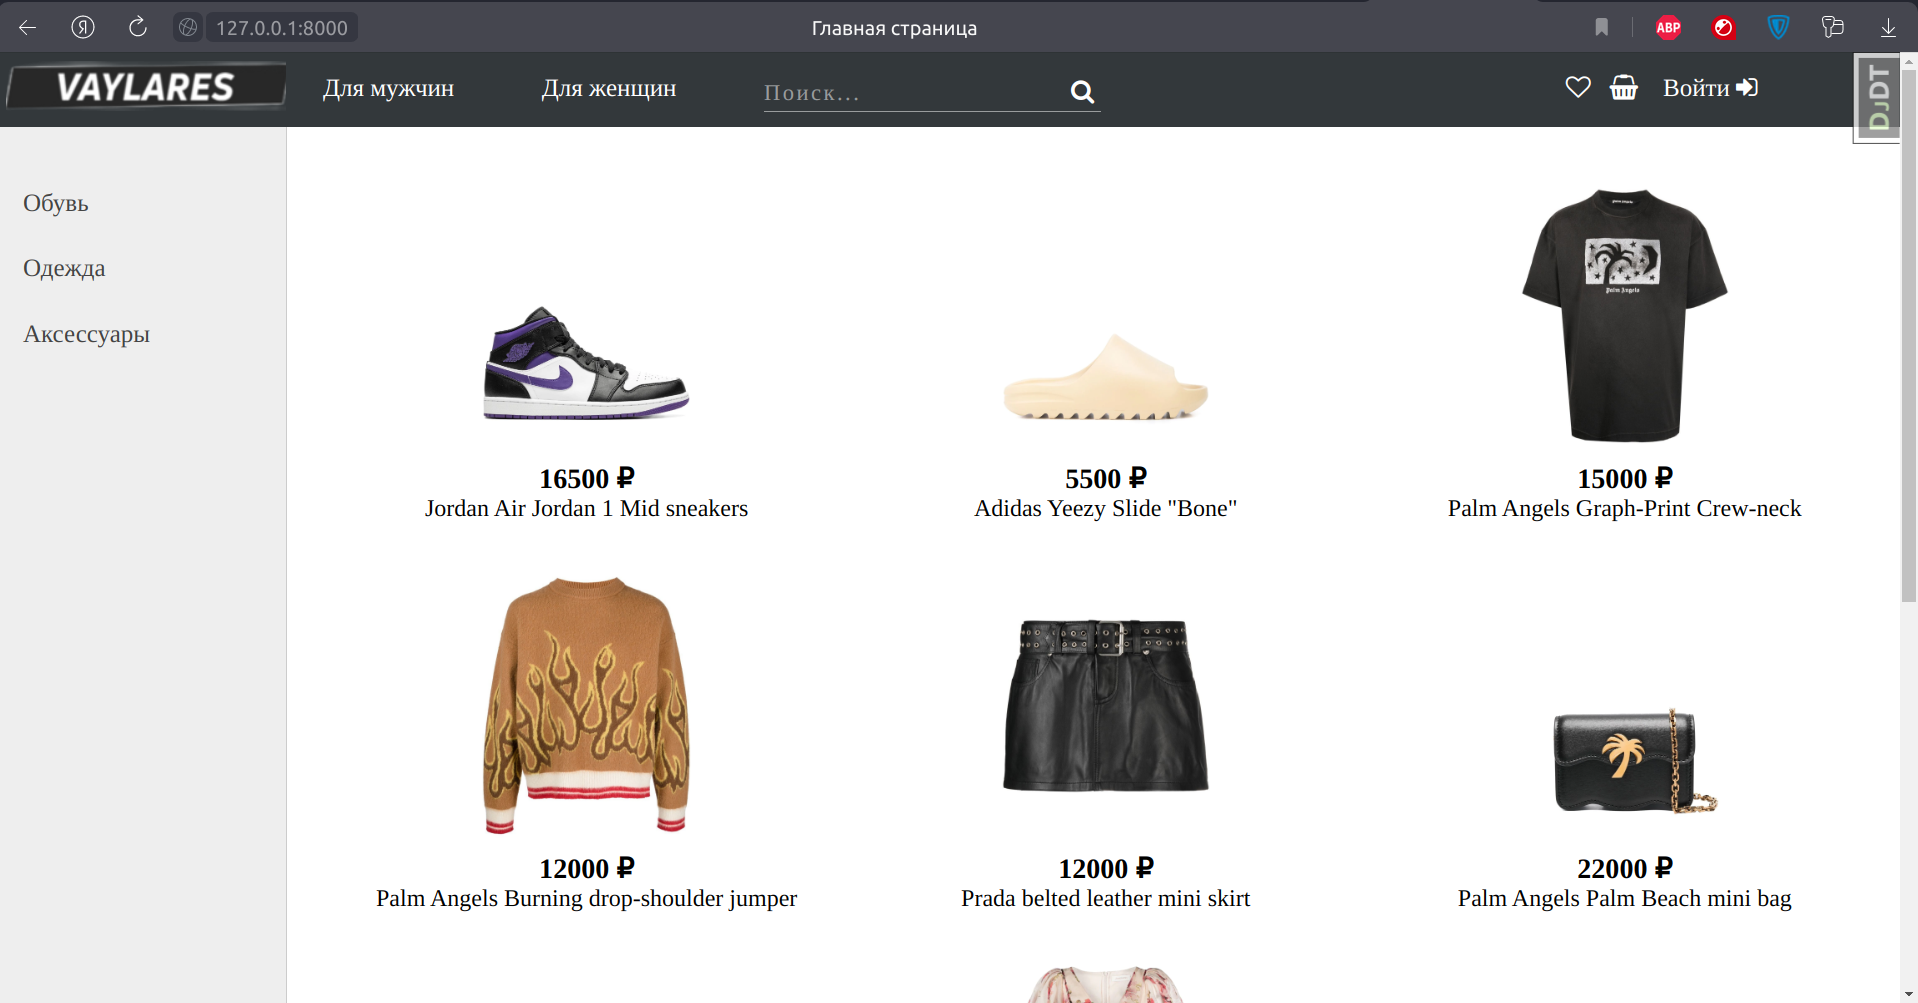 127.0.0.1:8000
Главная страница
ABP
VAYLARES
Для мужчин
Для женщин
Поиск...
Войти
DjDT
Обувь
Одежда
Аксессуары
Palm Angels
16500 ₽
5500 ₽
15000 ₽
Jordan Air Jordan 1 Mid sneakers
Adidas Yeezy Slide "Bone"
Palm Angels Graph-Print Crew-neck
12000 ₽
12000 ₽
22000 ₽
Palm Angels Burning drop-shoulder jumper
Prada belted leather mini skirt
Palm Angels Palm Beach mini bag